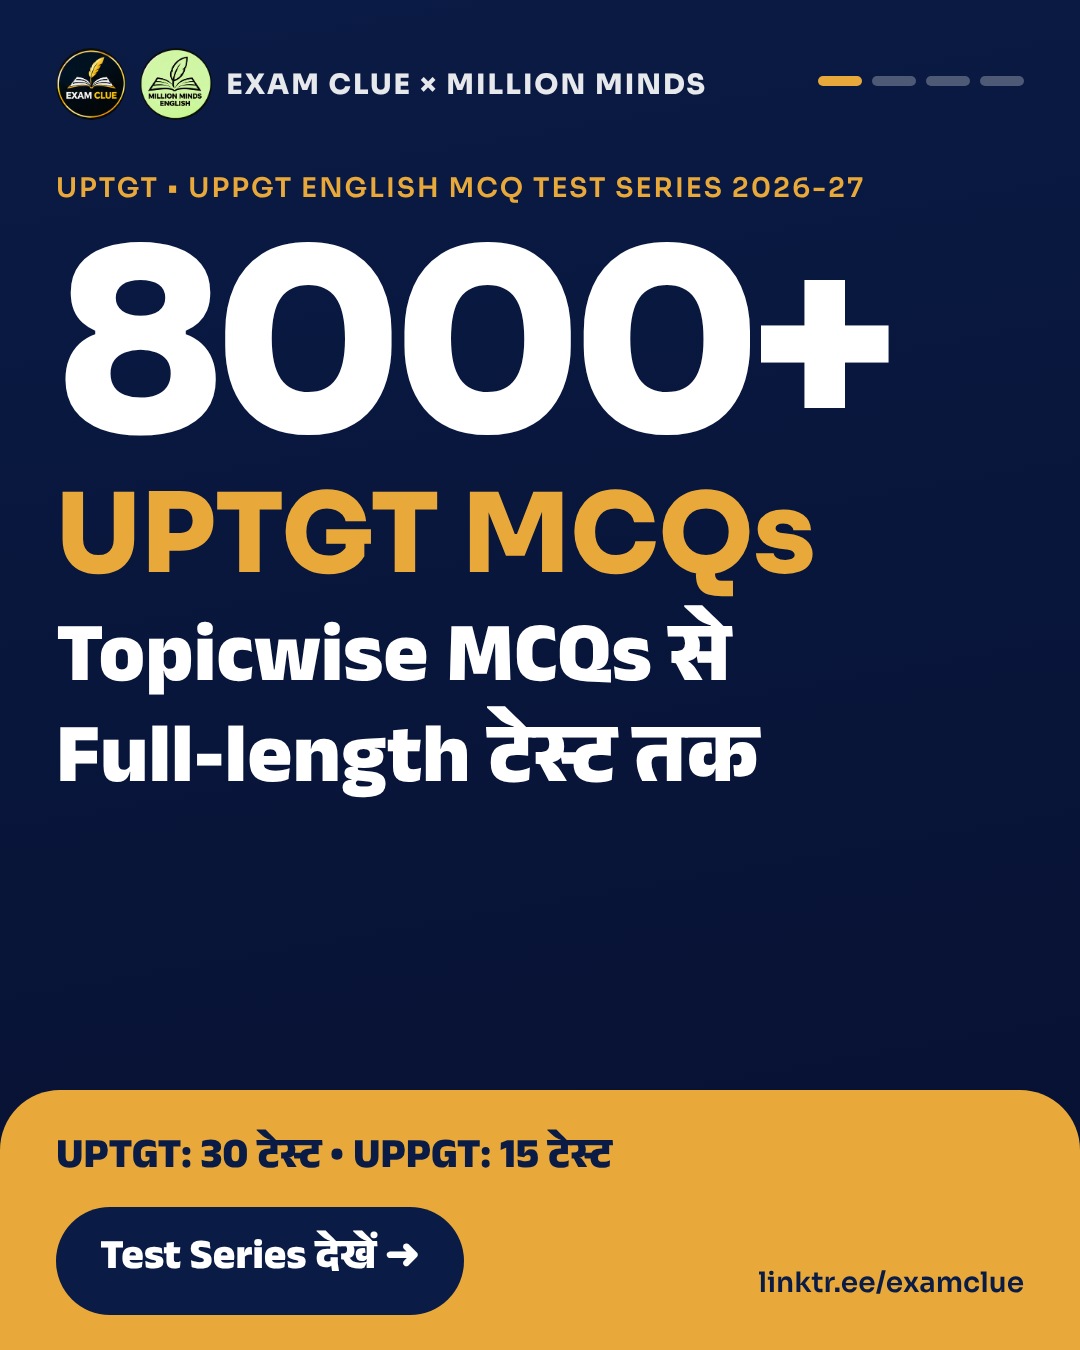 EXAM CLUE
MILLION MINDS
ENGLISH
EXAM CLUE × MILLION MINDS
UPTGT ▪ UPPGT ENGLISH MCQ TEST SERIES 2026-27
8000+
UPTGT MCQs
Topicwise MCQs से
Full-length टेस्ट तक
UPTGT: 30 टेस्ट • UPPGT: 15 टेस्ट
Test Series देखें ➜
linktr.ee/examclue